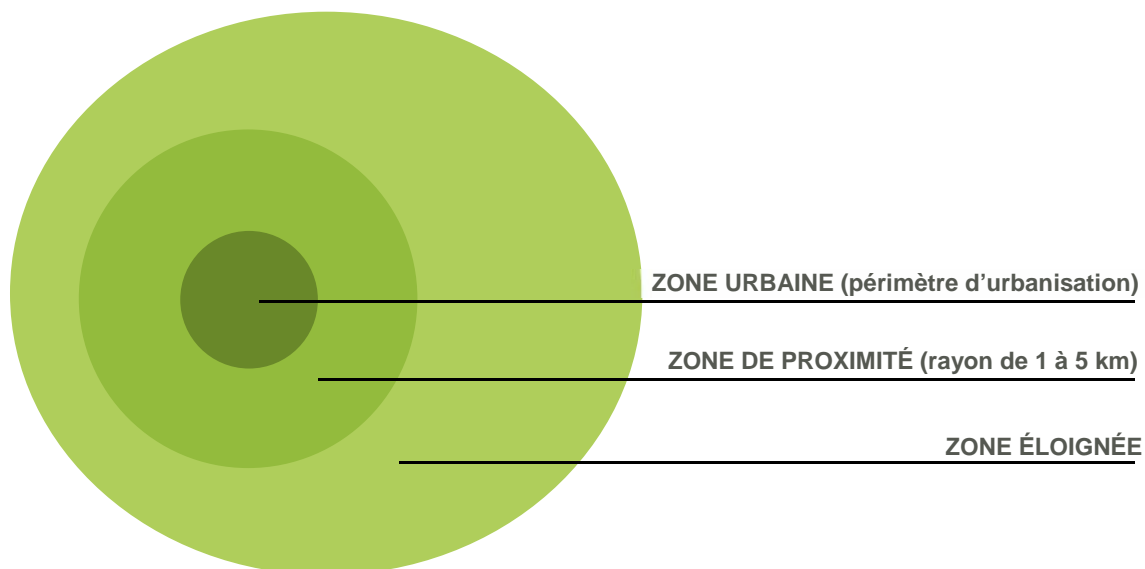 ZONE URBAINE (périmètre d’urbanisation)
ZONE DE PROXIMITÉ (rayon de 1 à 5 km)
ZONE ÉLOIGNÉE